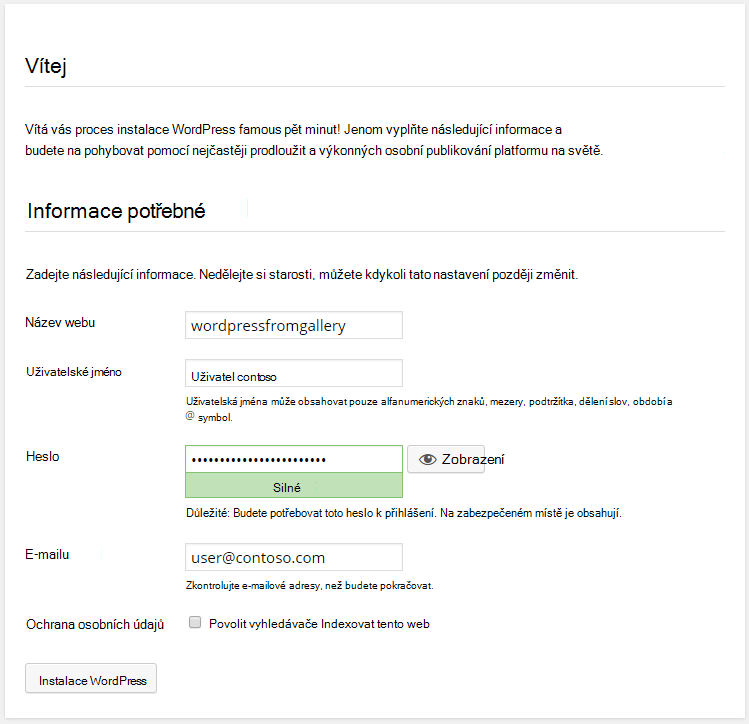 Vítej
Vítá vás proces instalace WordPress famous pět minut! Jenom vyplňte následující informace a
budete na pohybovat pomocí nejčastěji prodloužit a výkonných osobní publikování platformu na světě.
Informace potřebné
Zadejte následující informace. Nedělejte si starosti, můžete kdykoli tato nastavení později změnit.
Název webu
wordpressfromgallery
Uživatelské jméno
Uživatel contoso
Uživatelská jména může obsahovat pouze alfanumerických znaků, mezery, podtržítka, dělení slov, období a
@ symbol.
Heslo
••••••••••••••••••••••••
Zobrazení
Silné
Důležité: Budete potřebovat toto heslo k přihlášení. Na zabezpečeném místě je obsahují.
E-mailu
user@contoso.com
Zkontrolujte e-mailové adresy, než budete pokračovat.
Ochrana osobních údajů
Povolit vyhledávače Indexovat tento web
Instalace WordPress